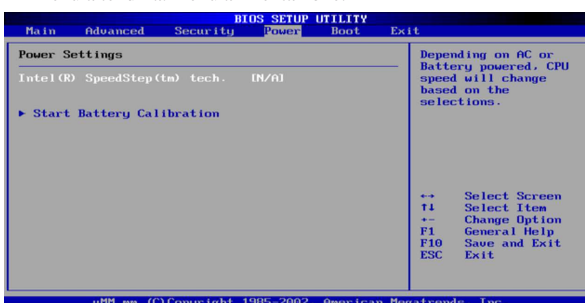 BIOS SETUP UTILITY
Main Advanced Security Power Boot Exit
Power Settings
Intel(R) SpeedStep(tm) tech. [N/A]
▶ Start Battery Calibration
Depending on AC or
Battery powered, CPU
speed will change
based on the
selections.
↔ Select Screen
↑↓ Select Item
+- Change Option
F1 General Help
F10 Save and Exit
ESC Exit
(C)Copyright 1985-2002, American Megatrends, Inc.